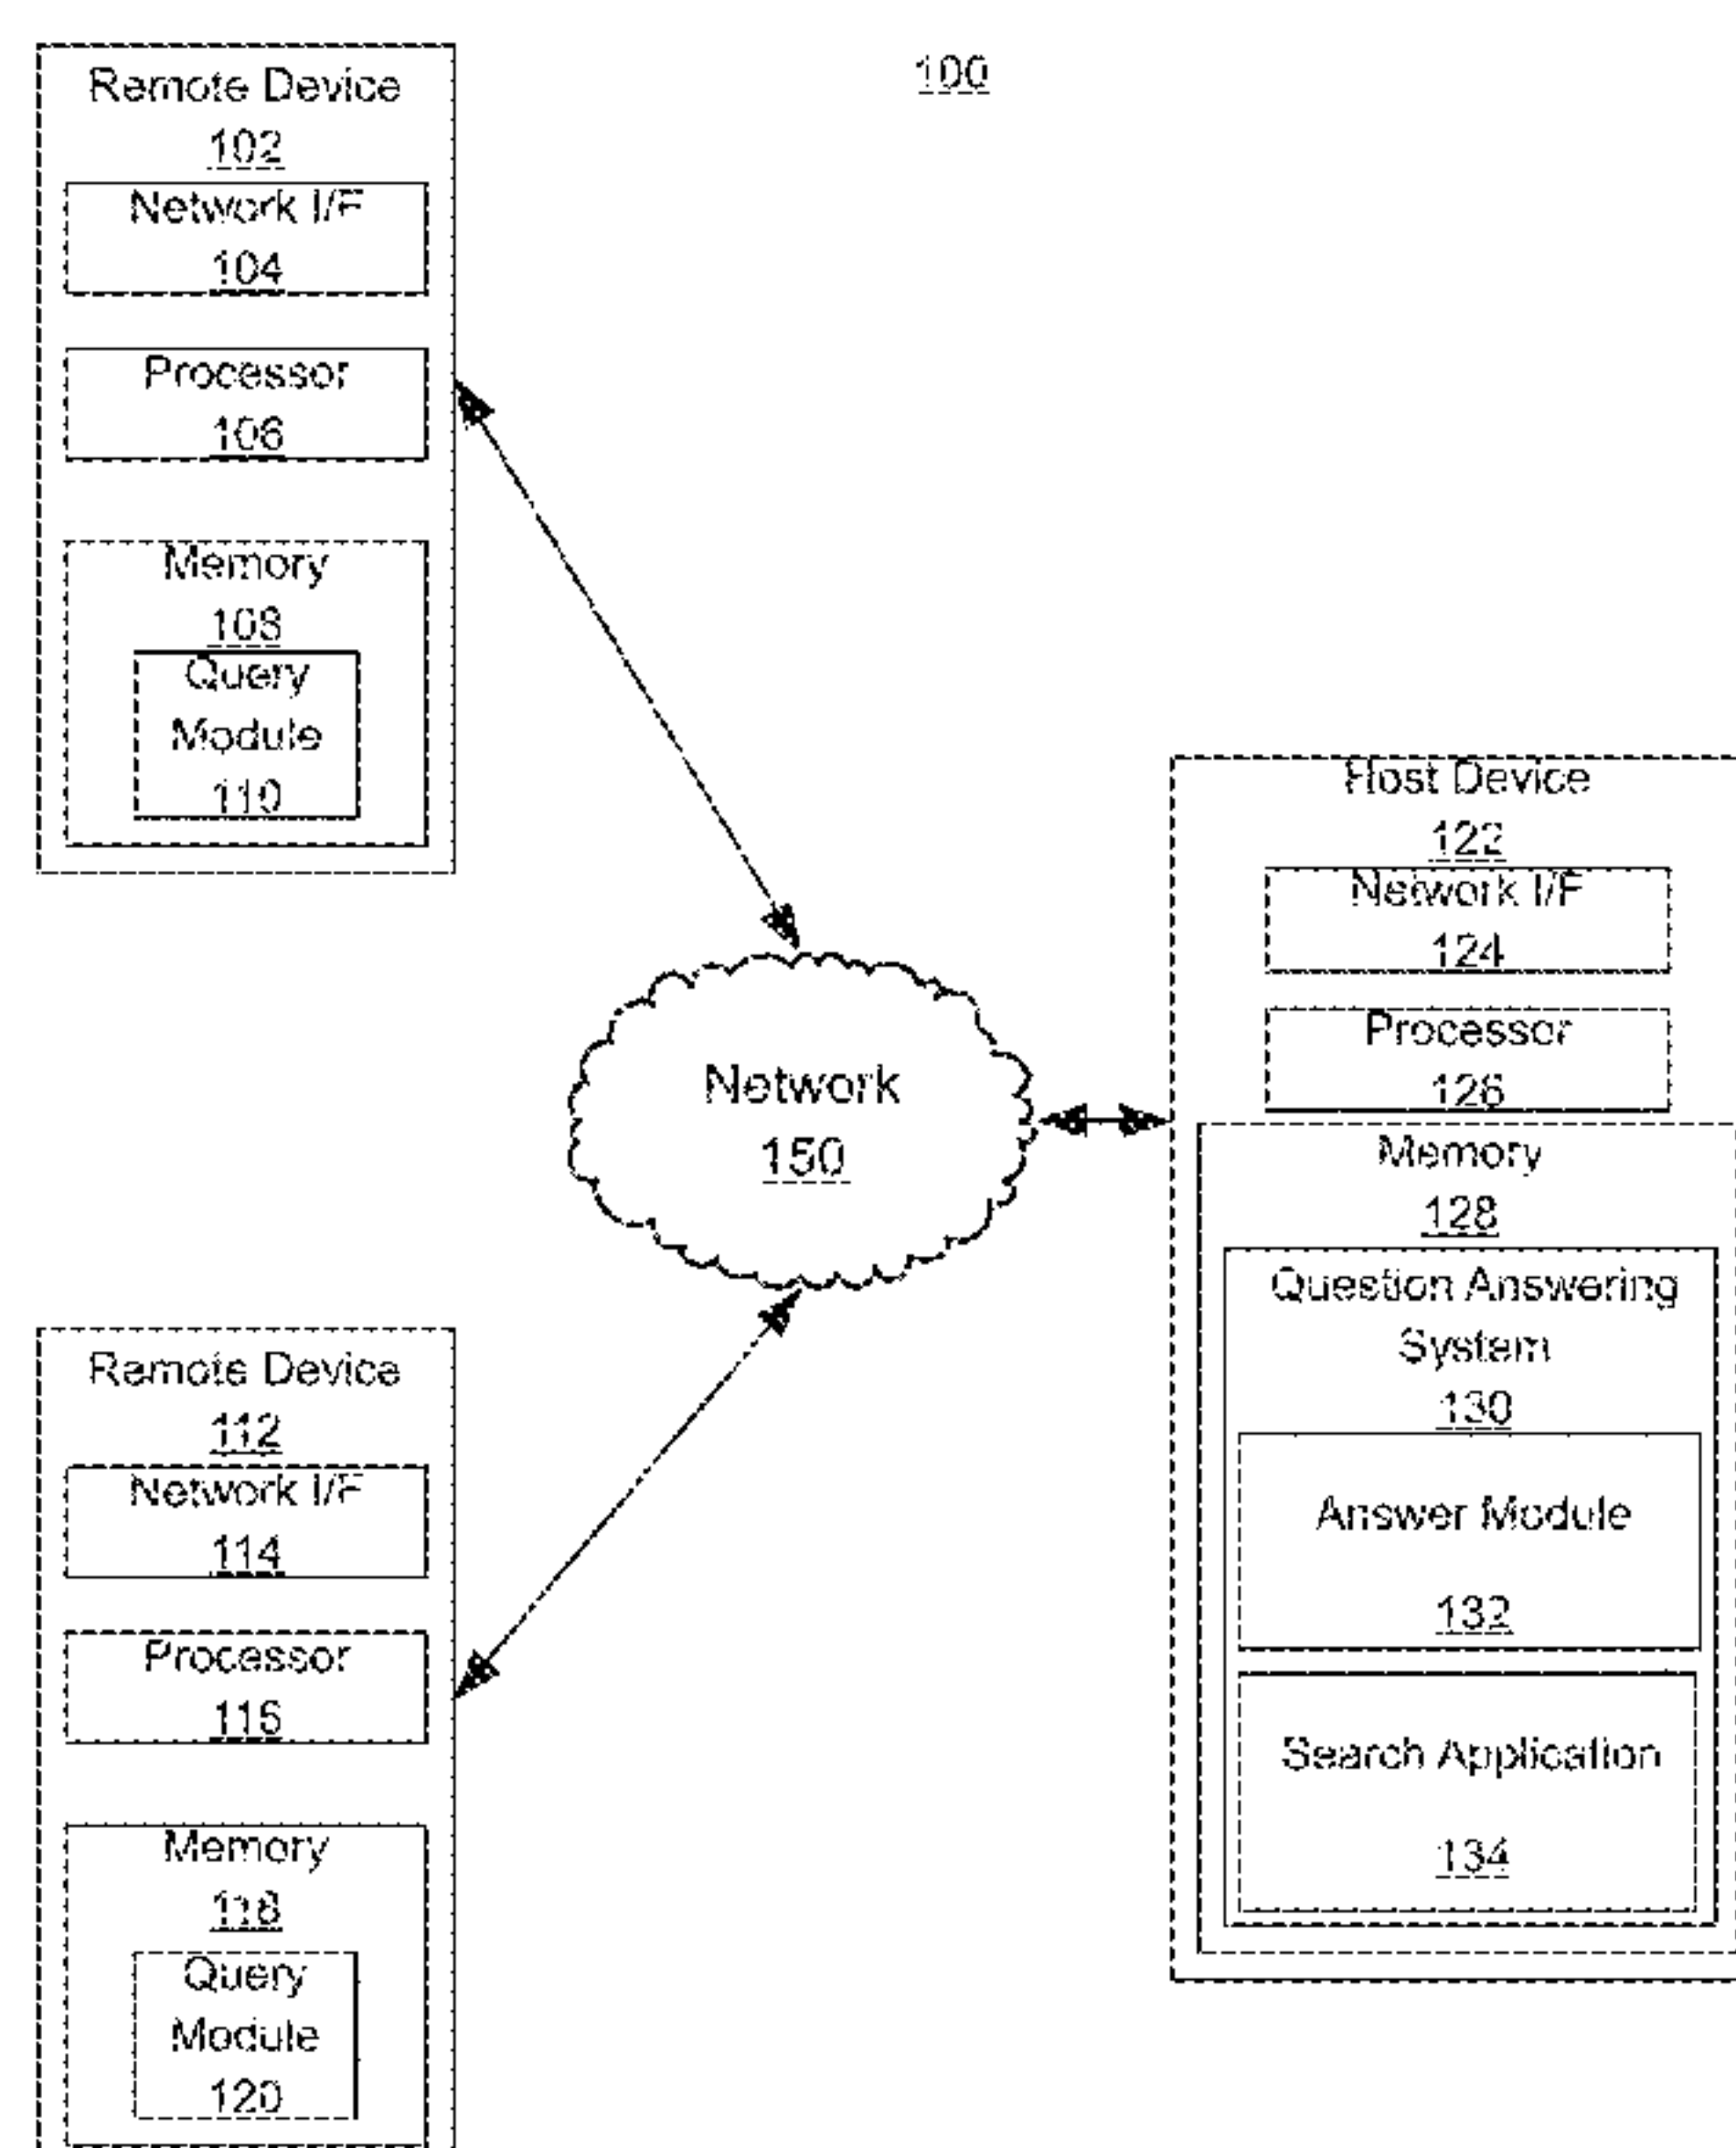 100
Remote Device
102
Network I/F
104
Processor
106
Memory
108
Query
Module
110
Network
150
Remote Device
112
Network I/F
114
Processor
116
Memory
118
Query
Module
120
Host Device
122
Network I/F
124
Processor
126
Memory
128
Question Answering
System
130
Answer Module
132
Search Application
134